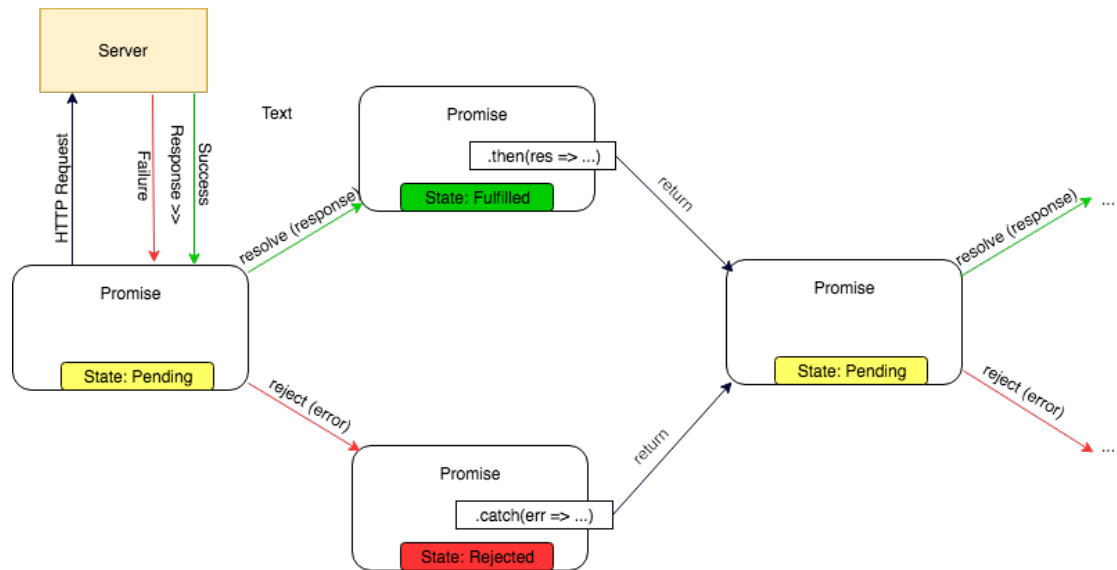 Server
HTTP Request
Failure
Response >>
Success
Text
Promise
.then(res => ...)
State: Fulfilled
resolve (response)
return
Promise
State: Pending
reject (error)
Promise
.catch(err => ...)
State: Rejected
return
Promise
State: Pending
resolve (response)
...
reject (error)
...